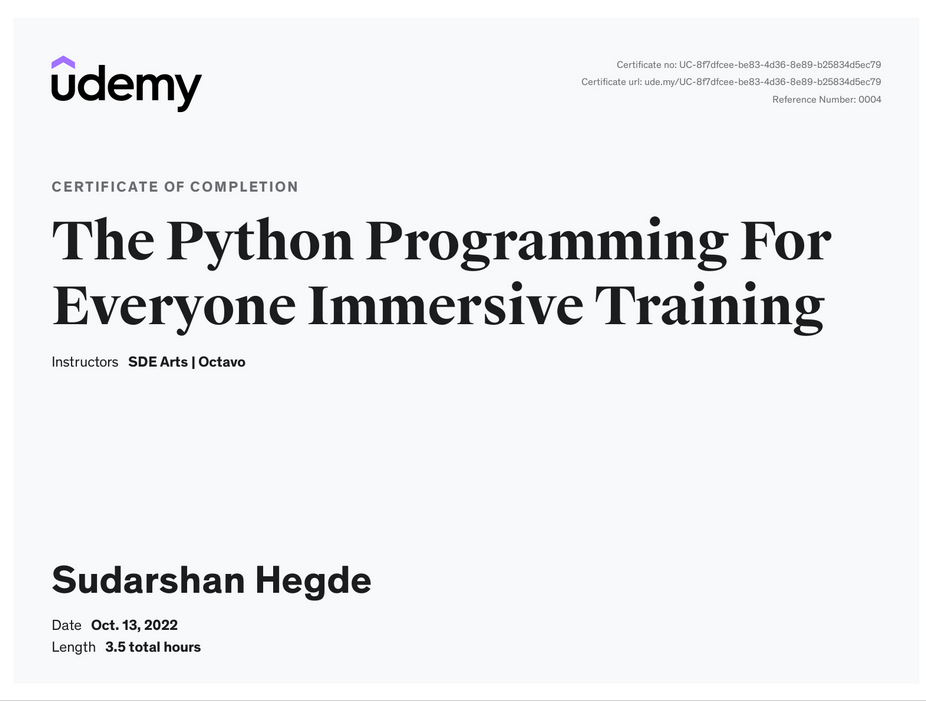 udemy
Certificate no: UC-8f7dfcee-be83-4d36-8e89-b25834d5ec79
Certificate url: ude.my/UC-8f7dfcee-be83-4d36-8e89-b25834d5ec79
Reference Number: 0004
CERTIFICATE OF COMPLETION
The Python Programming For
Everyone Immersive Training
Instructors SDE Arts | Octavo
Sudarshan Hegde
Date Oct. 13, 2022
Length 3.5 total hours